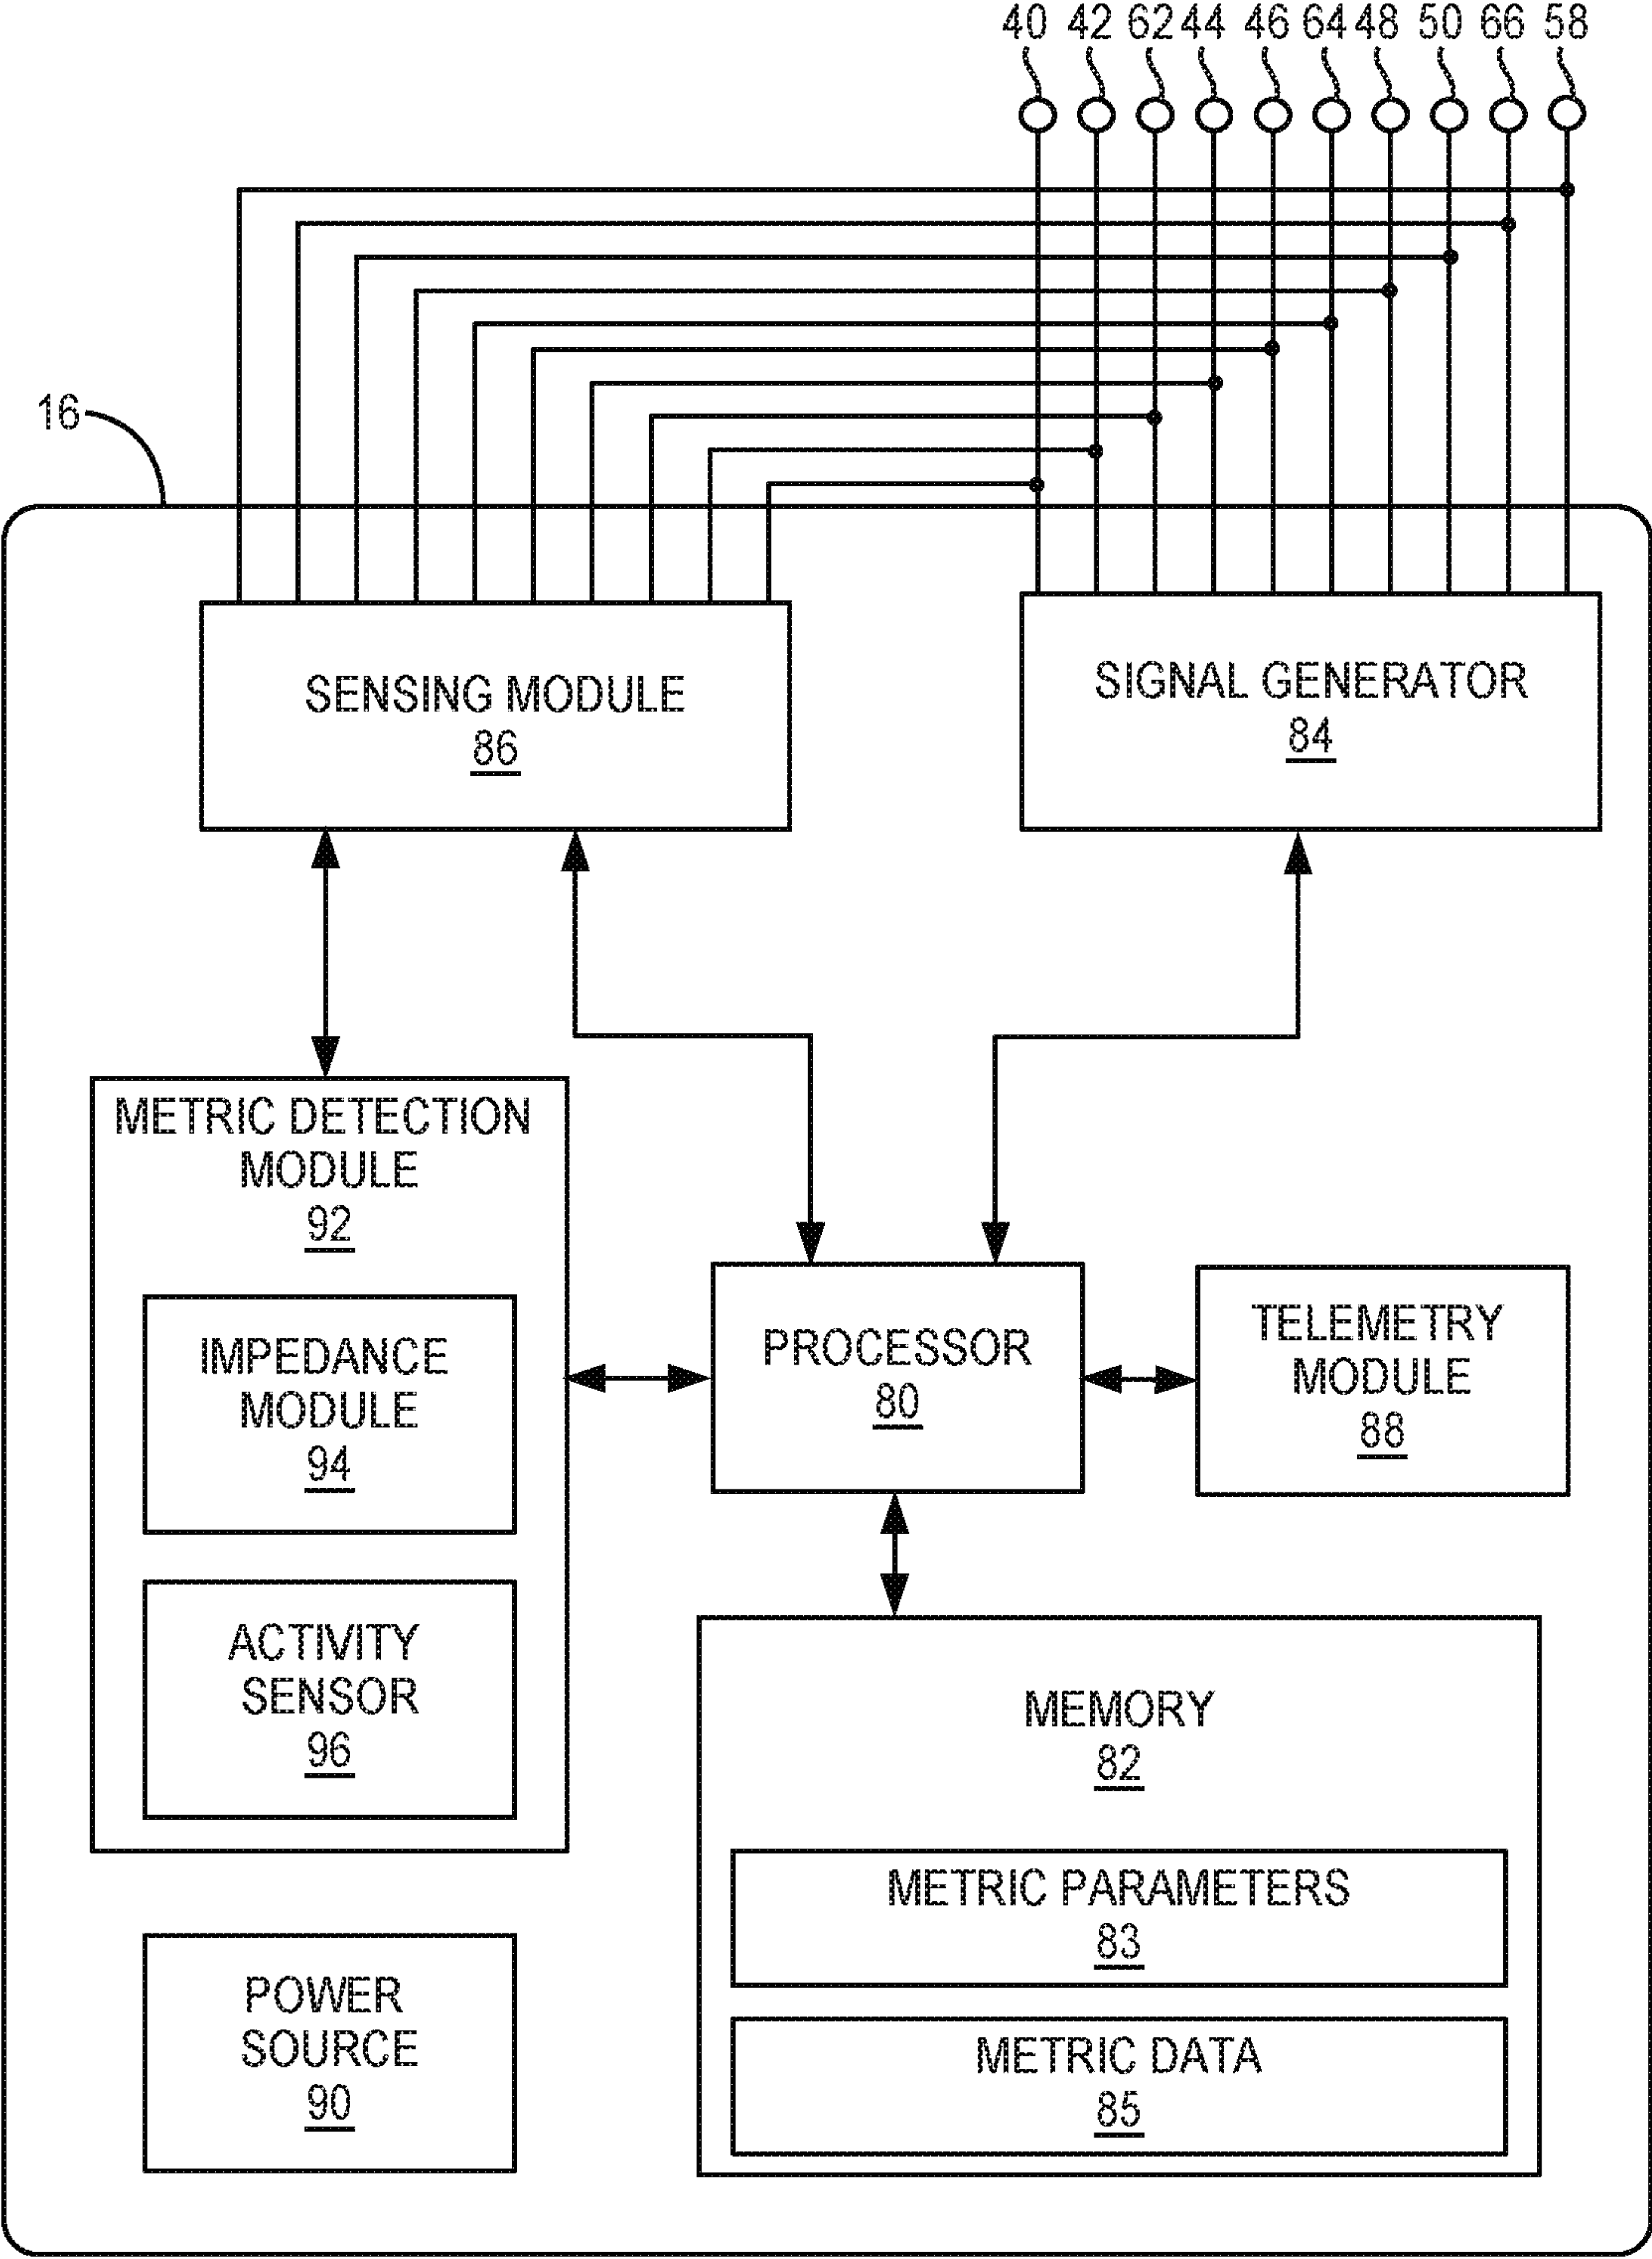 40 42 62 44 46 64 48 50 66 58
16
SENSING MODULE
86
SIGNAL GENERATOR
84
METRIC DETECTION
MODULE
92
IMPEDANCE
MODULE
94
ACTIVITY
SENSOR
96
PROCESSOR
80
TELEMETRY
MODULE
88
MEMORY
82
METRIC PARAMETERS
83
METRIC DATA
85
POWER
SOURCE
90